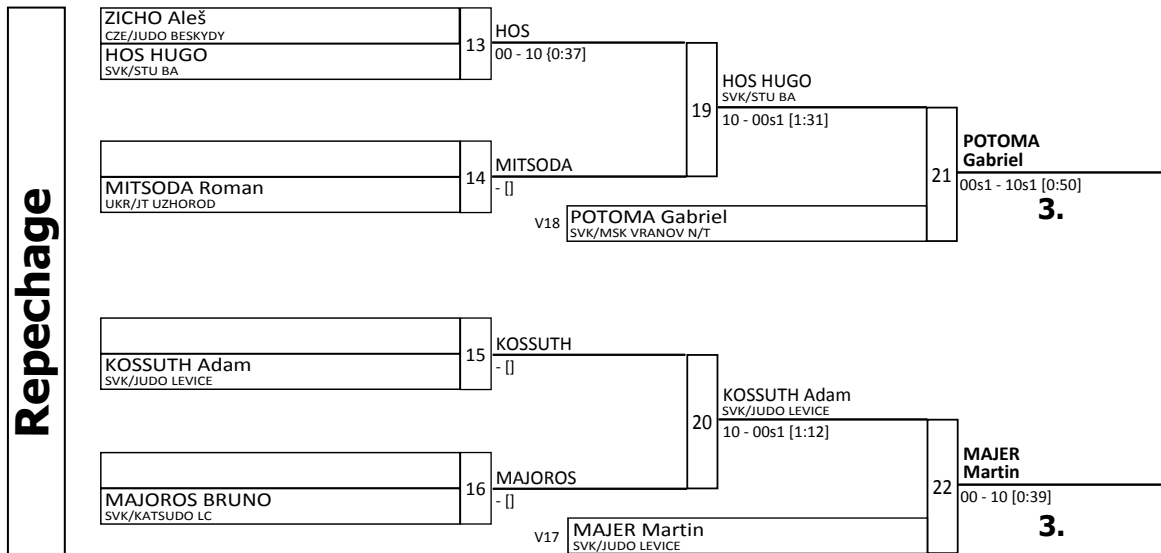 Repechage
ZICHO Aleš
CZE/JUDO BESKYDY
HOS HUGO
SVK/STU BA
13
HOS
00 - 10 {0:37]
MITSODA Roman
UKR/JT UZHOROD
14
MITSODA
- []
19
HOS HUGO
SVK/STU BA
10 - 00s1 [1:31]
V18
POTOMA Gabriel
SVK/MSK VRANOV N/T
21
POTOMA
Gabriel
00s1 - 10s1 [0:50]
3.
KOSSUTH Adam
SVK/JUDO LEVICE
15
KOSSUTH
- []
MAJOROS BRUNO
SVK/KATSUDO LC
16
MAJOROS
- []
20
KOSSUTH Adam
SVK/JUDO LEVICE
10 - 00s1 [1:12]
V17
MAJER Martin
SVK/JUDO LEVICE
22
MAJER
Martin
00 - 10 [0:39]
3.